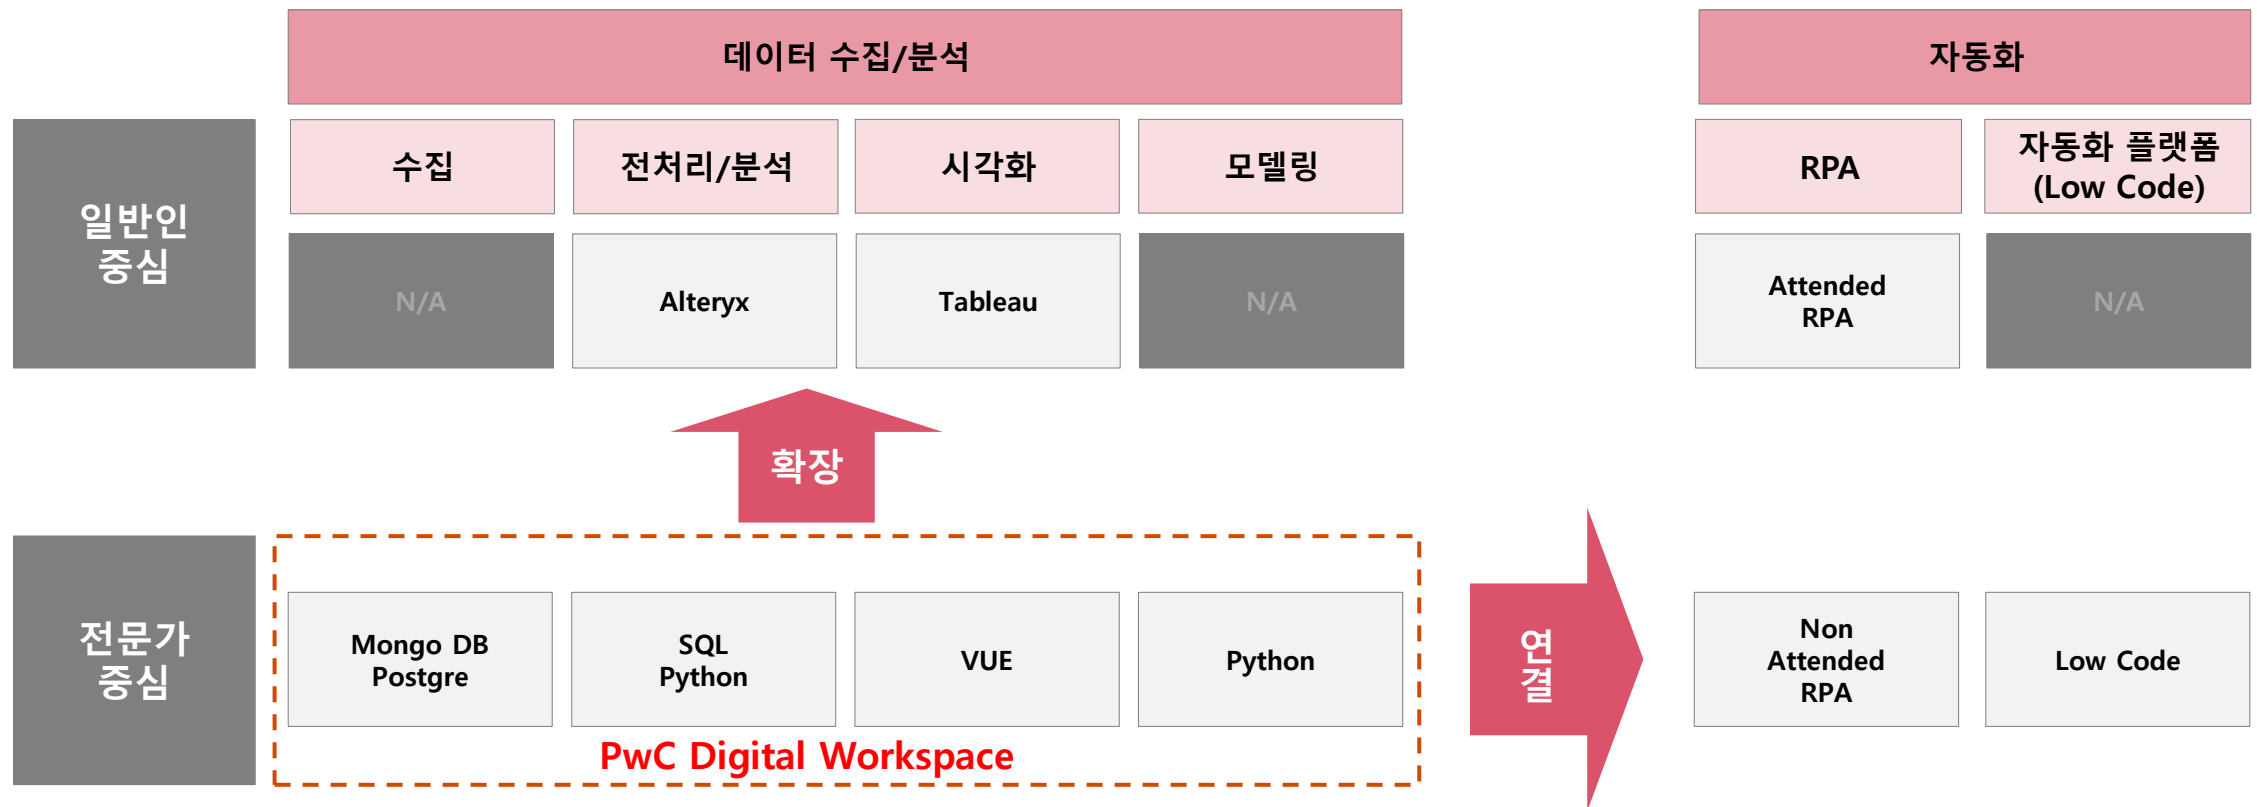 데이터 수집/분석
자동화
일반인
중심
수집
전처리/분석
시각화
모델링
RPA
자동화 플랫폼
(Low Code)
N/A
Alteryx
Tableau
N/A
Attended
RPA
N/A
확장
연
결
전문가
중심
Mongo DB
Postgre
SQL
Python
VUE
Python
Non
Attended
RPA
Low Code
PwC Digital Workspace